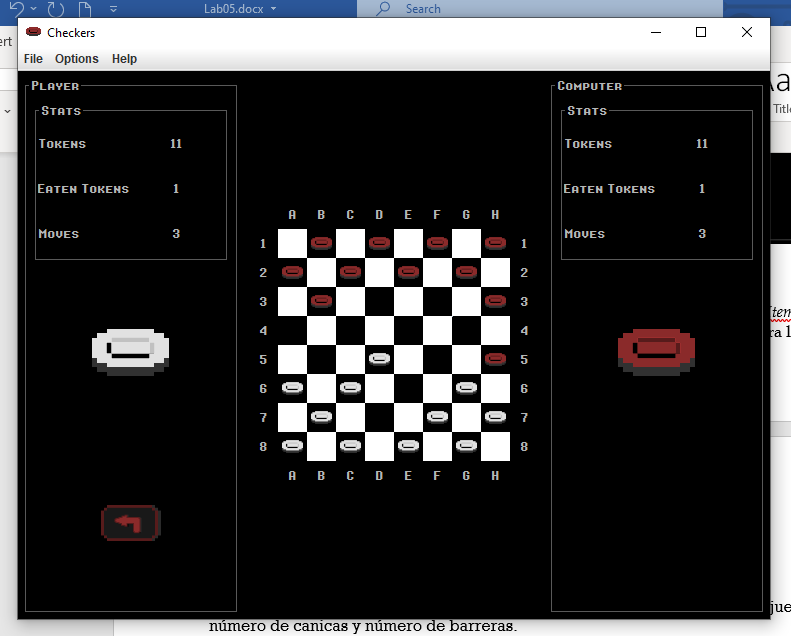 Lab05.docx
Search
ert
Checkers
File Options Help
Player
Stats
Tokens 11
Eaten Tokens 1
Moves 3
Computer
Stats
Tokens 11
Eaten Tokens 1
Moves 3
A B C D E F G H
1 1
2 2
3 3
4 4
5 5
6 6
7 7
8 8
A B C D E F G H
Aa
Title
ítem
ra l
jue
número de canicas y número de barreras.